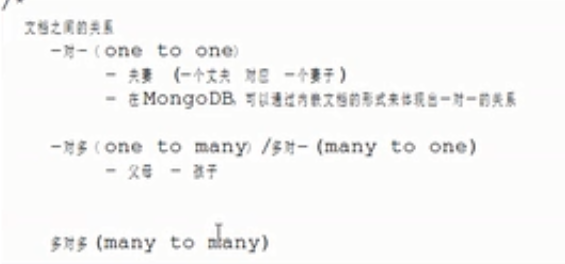 /*
文档之间的关系
一对一(one to one)
- 夫妻 (一个丈夫 对应 一个妻子)
- 在MongoDB,可以通过内嵌文档的形式来体现出一对一的关系
一对多(one to many)/多对一(many to one)
- 父母 - 孩子
多对多(many to many)